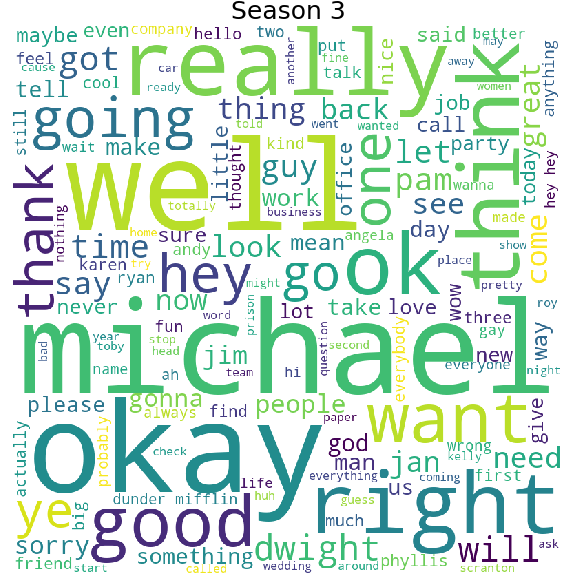 Season 3
maybe even company hello two
feel got really put said better may
cause cool car another fine talk nice away
tell ready thing told went back job great anything
still going wait make little thought kind guy let call party women
well one think
thank nothing totally business work office pam wanna today hey hey
time sure look mean angela see day made come
home try andy wanted show
say karen ryan hey might go ok place pretty
never now lot take love wow three way roy
michael
fun word prison hi gay new
bad year toby stop head jim team question second everybody everyone night
name ah
please gonna people want give
always find paper
actually probably okay god man jan wrong need
check life us kelly first
ye big dunder mifflin huh everything much coming right
good guess
sorry something dwight phyllis will ask
friend start called wedding around scranton